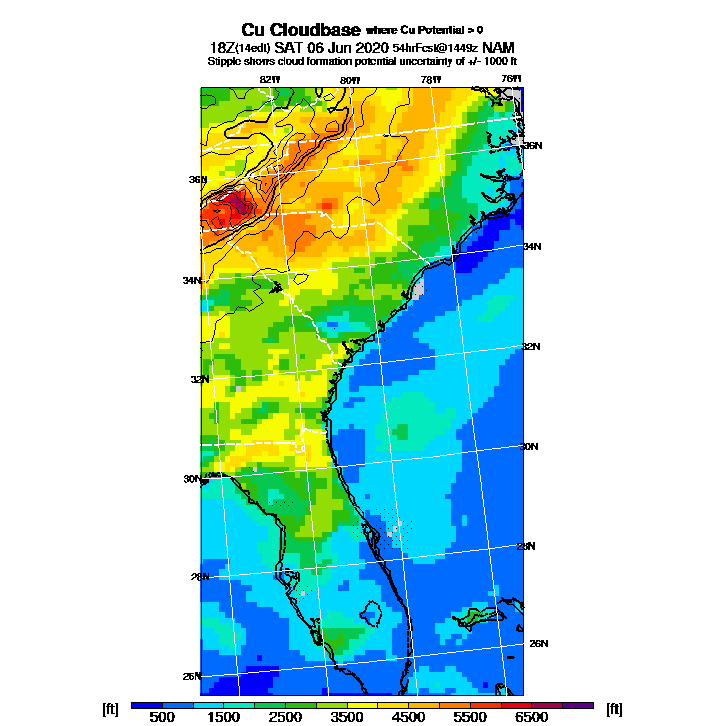 Cu Cloudbase where Cu Potential > 0
18Z(14edt) SAT 06 Jun 2020 54hrFcst@1449z NAM
Stipple shows cloud formation potential uncertainty of +/- 1000 ft
82W 80W 78W 76W
36N
36N
34N
34N
32N
32N
30N
30N
28N
28N
26N
26N
[ft] 500 1500 2500 3500 4500 5500 6500 [ft]